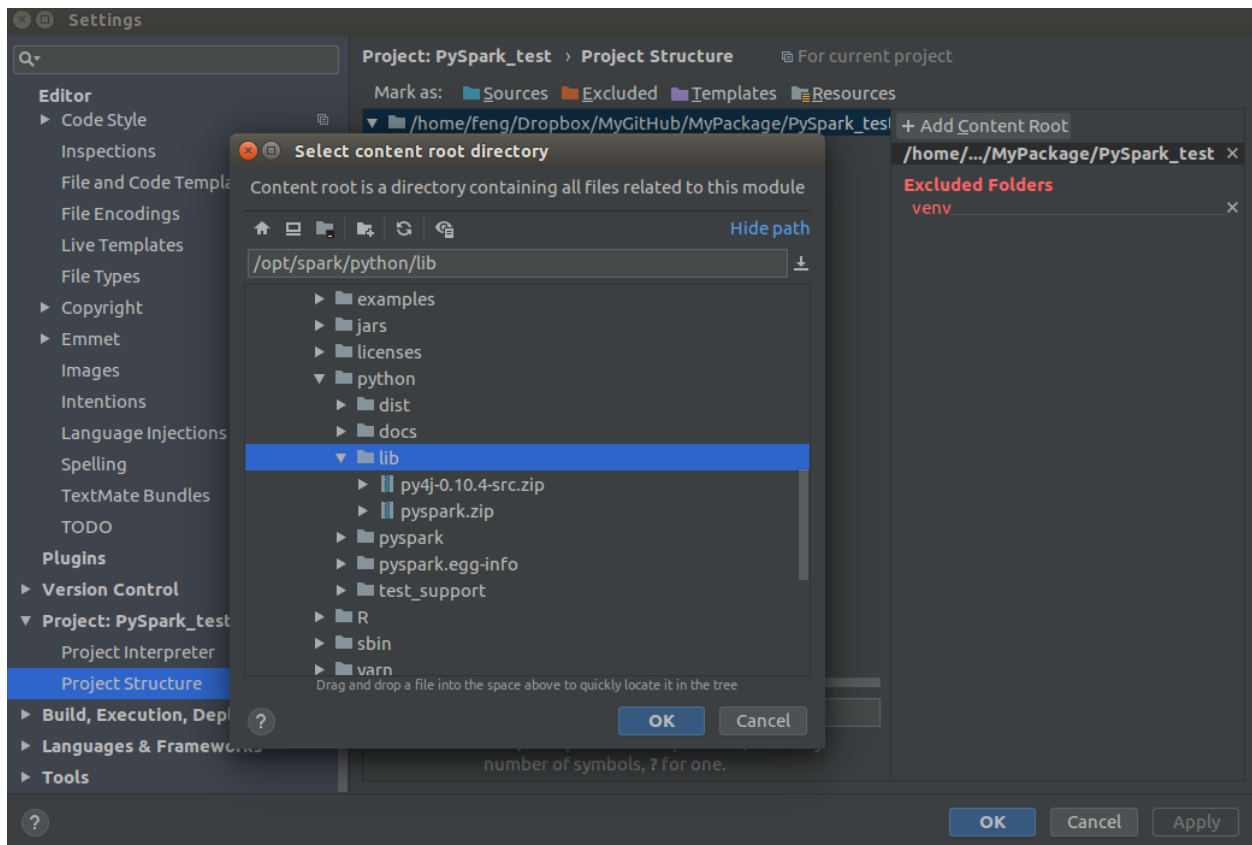 Settings
Project: PySpark_test › Project Structure For current project
Mark as: Sources Excluded Templates Resources
Editor
Code Style
Inspections
File and Code Templa
File Encodings
Live Templates
File Types
Copyright
Emmet
Images
Intentions
Language Injections
Spelling
TextMate Bundles
TODO
Plugins
Version Control
Project: PySpark_test
Project Interpreter
Project Structure
Build, Execution, Depl
Languages & Frameworks
Tools
/home/feng/Dropbox/MyGitHub/MyPackage/PySpark_test
+ Add Content Root
/home/.../MyPackage/PySpark_test ×
Excluded Folders
venv ×
Select content root directory
Content root is a directory containing all files related to this module
Hide path
/opt/spark/python/lib
examples
jars
licenses
python
dist
docs
lib
py4j-0.10.4-src.zip
pyspark.zip
pyspark
pyspark.egg-info
test_support
R
sbin
yarn
Drag and drop a file into the space above to quickly locate it in the tree
? OK Cancel
number of symbols, ? for one.
? OK Cancel Apply